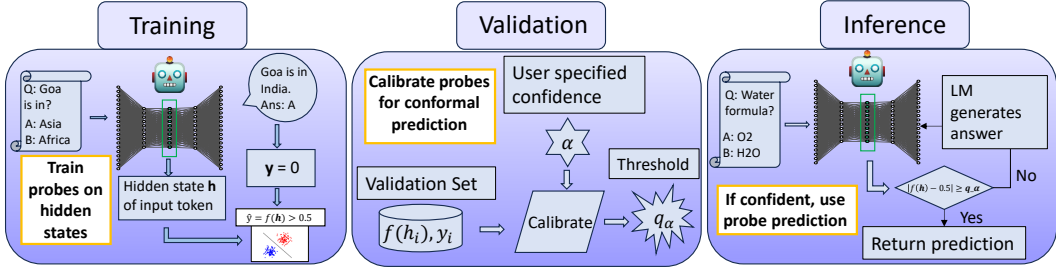 Training
Q: Goa
is in?
A: Asia
B: Africa
Goa is in
India.
Ans: A
Train
probes on
hidden
states
Hidden state h
of input token
y = 0
ŷ = f(h) > 0.5
Validation
Calibrate probes
for conformal
prediction
User specified
confidence
α
Validation Set
f(hᵢ), yᵢ
Calibrate
Threshold
q_α
Inference
Q: Water
formula?
A: O2
B: H2O
LM
generates
answer
If confident, use
probe prediction
|f(h) − 0.5| ≥ q_α
No
Yes
Return prediction